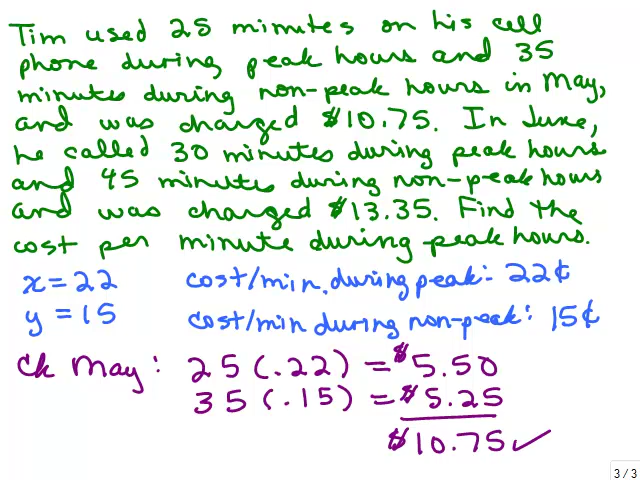 Tim used 25 minutes on his cell
phone during peak hours and 35
minutes during non-peak hours in May,
and was charged $10.75. In June,
he called 30 minutes during peak hours
and 45 minutes during non-peak hours
and was charged $13.35. Find the
cost per minute during peak hours.
x = 22 cost/min. during peak: 22¢
y = 15 cost/min during non-peak: 15¢
Ck May: 25 (.22) = $5.50
35 (.15) = $5.25
$10.75 ✓
3/3